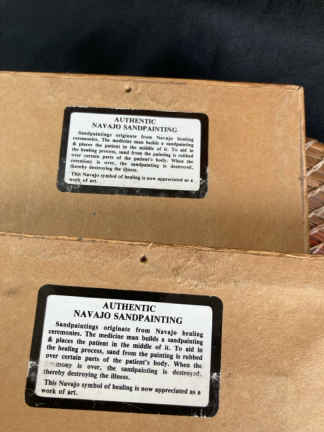 AUTHENTIC
NAVAJO SANDPAINTING
Sandpaintings originate from Navajo healing
ceremonies. The medicine man builds a sandpainting
& places the patient in the middle of it. To aid in
the healing process, sand from the painting is rubbed
over certain parts of the patient's body. When the
ceremony is over, the sandpainting is destroyed,
thereby destroying the illness.
This Navajo symbol of healing is now appreciated as a
work of art.
AUTHENTIC
NAVAJO SANDPAINTING
Sandpaintings originate from Navajo healing
ceremonies. The medicine man builds a sandpainting
& places the patient in the middle of it. To aid in
the healing process, sand from the painting is rubbed
over certain parts of the patient's body. When the
mony is over, the sandpainting is destroyed,
thereby destroying the illness.
This Navajo symbol of healing is now appreciated as a
work of art.